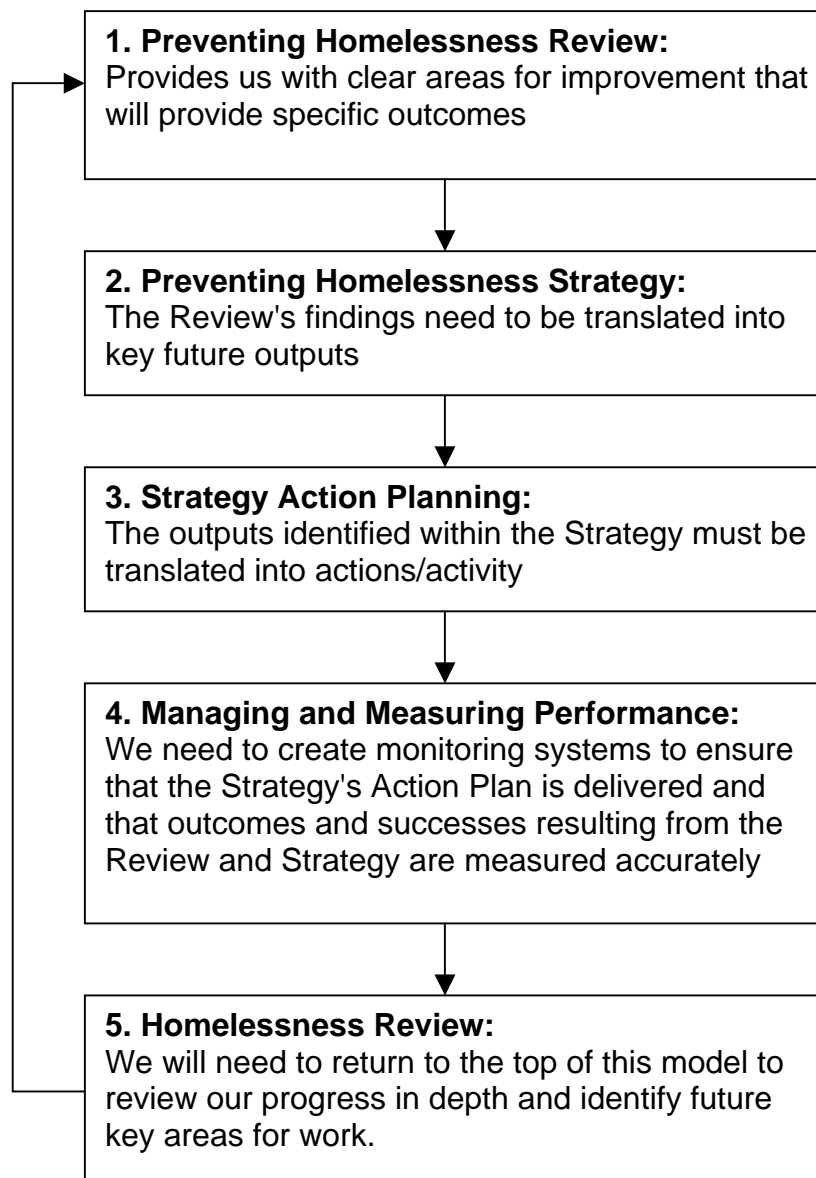 1. Preventing Homelessness Review:
Provides us with clear areas for improvement that
will provide specific outcomes
2. Preventing Homelessness Strategy:
The Review's findings need to be translated into
key future outputs
3. Strategy Action Planning:
The outputs identified within the Strategy must be
translated into actions/activity
4. Managing and Measuring Performance:
We need to create monitoring systems to ensure
that the Strategy's Action Plan is delivered and
that outcomes and successes resulting from the
Review and Strategy are measured accurately
5. Homelessness Review:
We will need to return to the top of this model to
review our progress in depth and identify future
key areas for work.